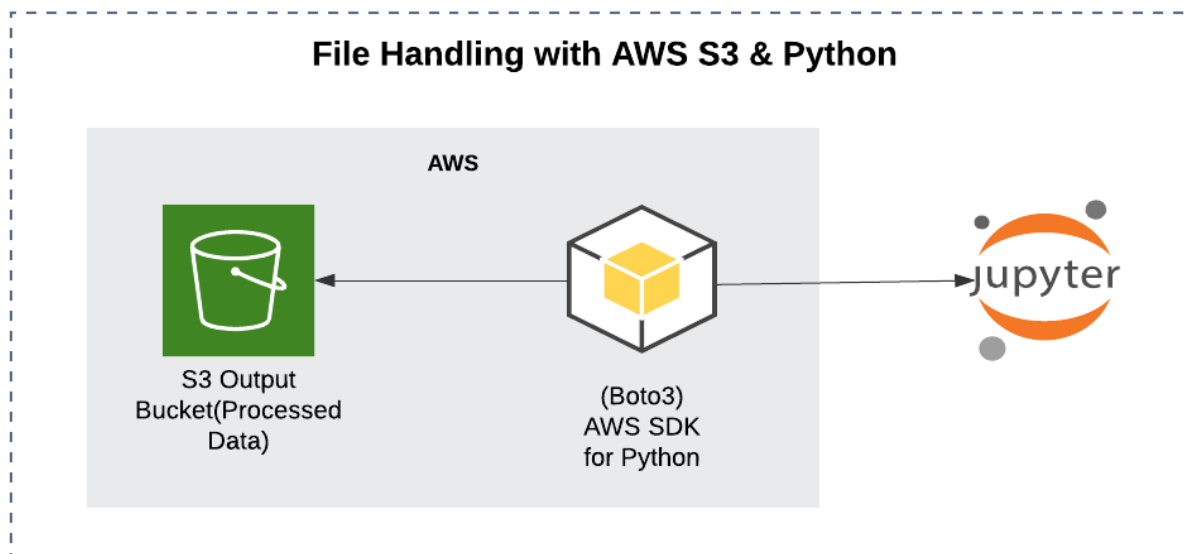 File Handling with AWS S3 & Python
AWS
S3 Output
Bucket(Processed
Data)
(Boto3)
AWS SDK
for Python
jupyter